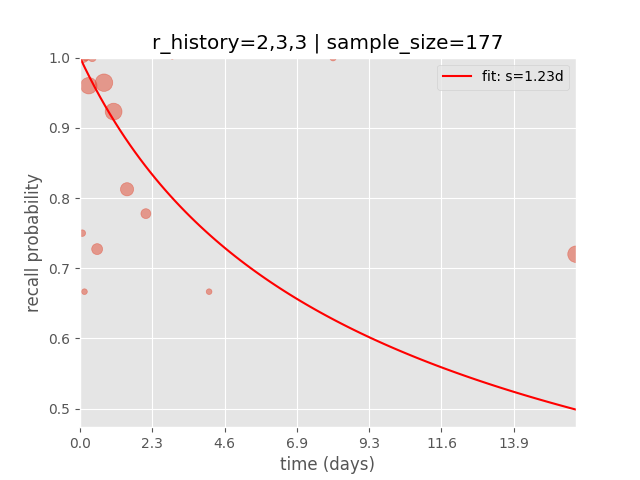 r_history=2,3,3 | sample_size=177
fit: s=1.23d
recall probability
1.0
0.9
0.8
0.7
0.6
0.5
0.0 2.3 4.6 6.9 9.3 11.6 13.9
time (days)